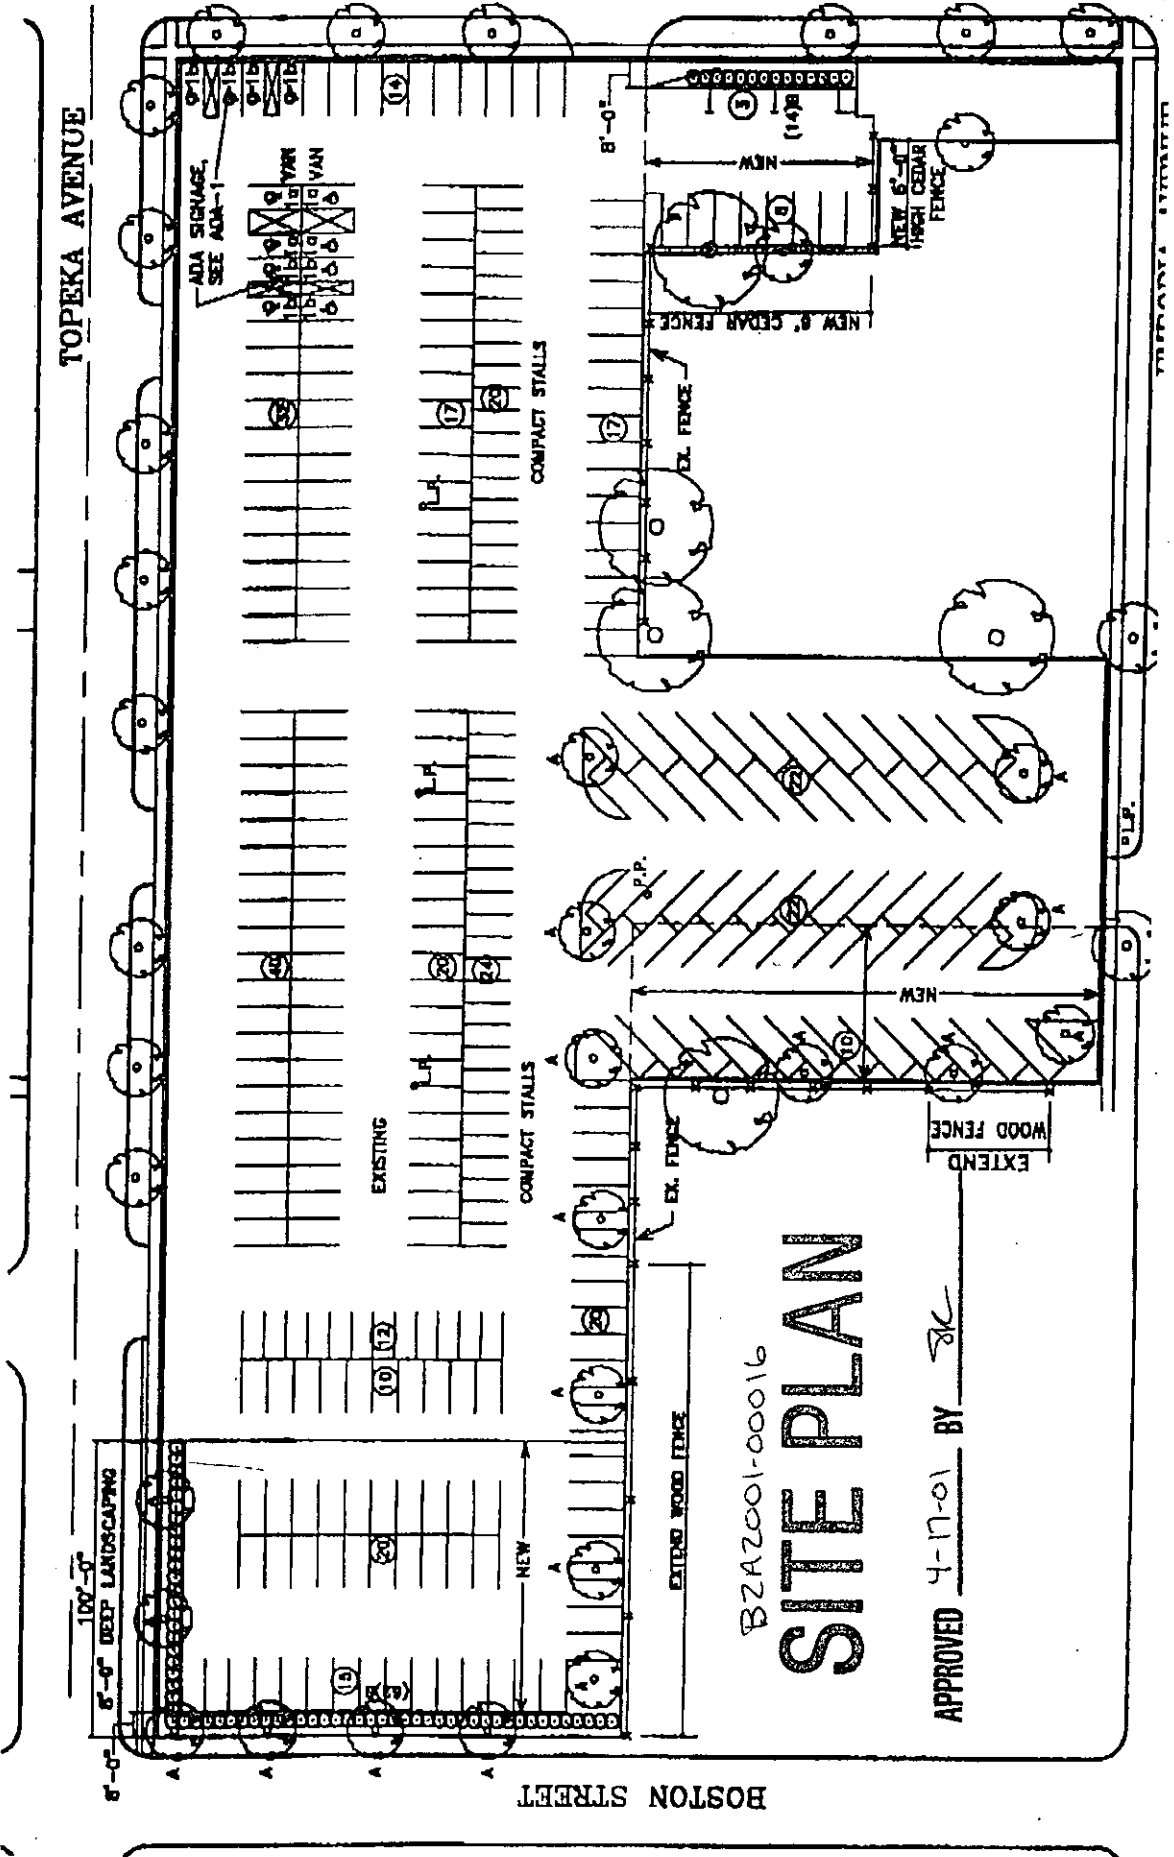 TOPEKA AVENUE
ADA SIGNAGE,
SEE ADA-1
VAN
VAN
14
8'-0"
3
(14)B
NEW
8
NEW 6'-0"
HIGH CEDAR
FENCE
NEW 6' CEDAR FENCE
17
20
COMPACT STALLS
17
EX. FENCE
L.P.
L.P.
A
22
A
P.P.
L.P.
A
22
A
40
20
24
NEW
A
A
10
A
A
L.P.
EXISTING
COMPACT STALLS
EX. FENCE
EXTEND
WOOD FENCE
A
12
10
20
A
EXTEND WOOD FENCE
100'-0"
8'-0" DEEP LANDSCAPING
20
NEW
A
15
A
8'-0"
A
A
A
A
BZA2001-00016
SITE PLAN
APPROVED 4-17-01 BY
BOSTON STREET